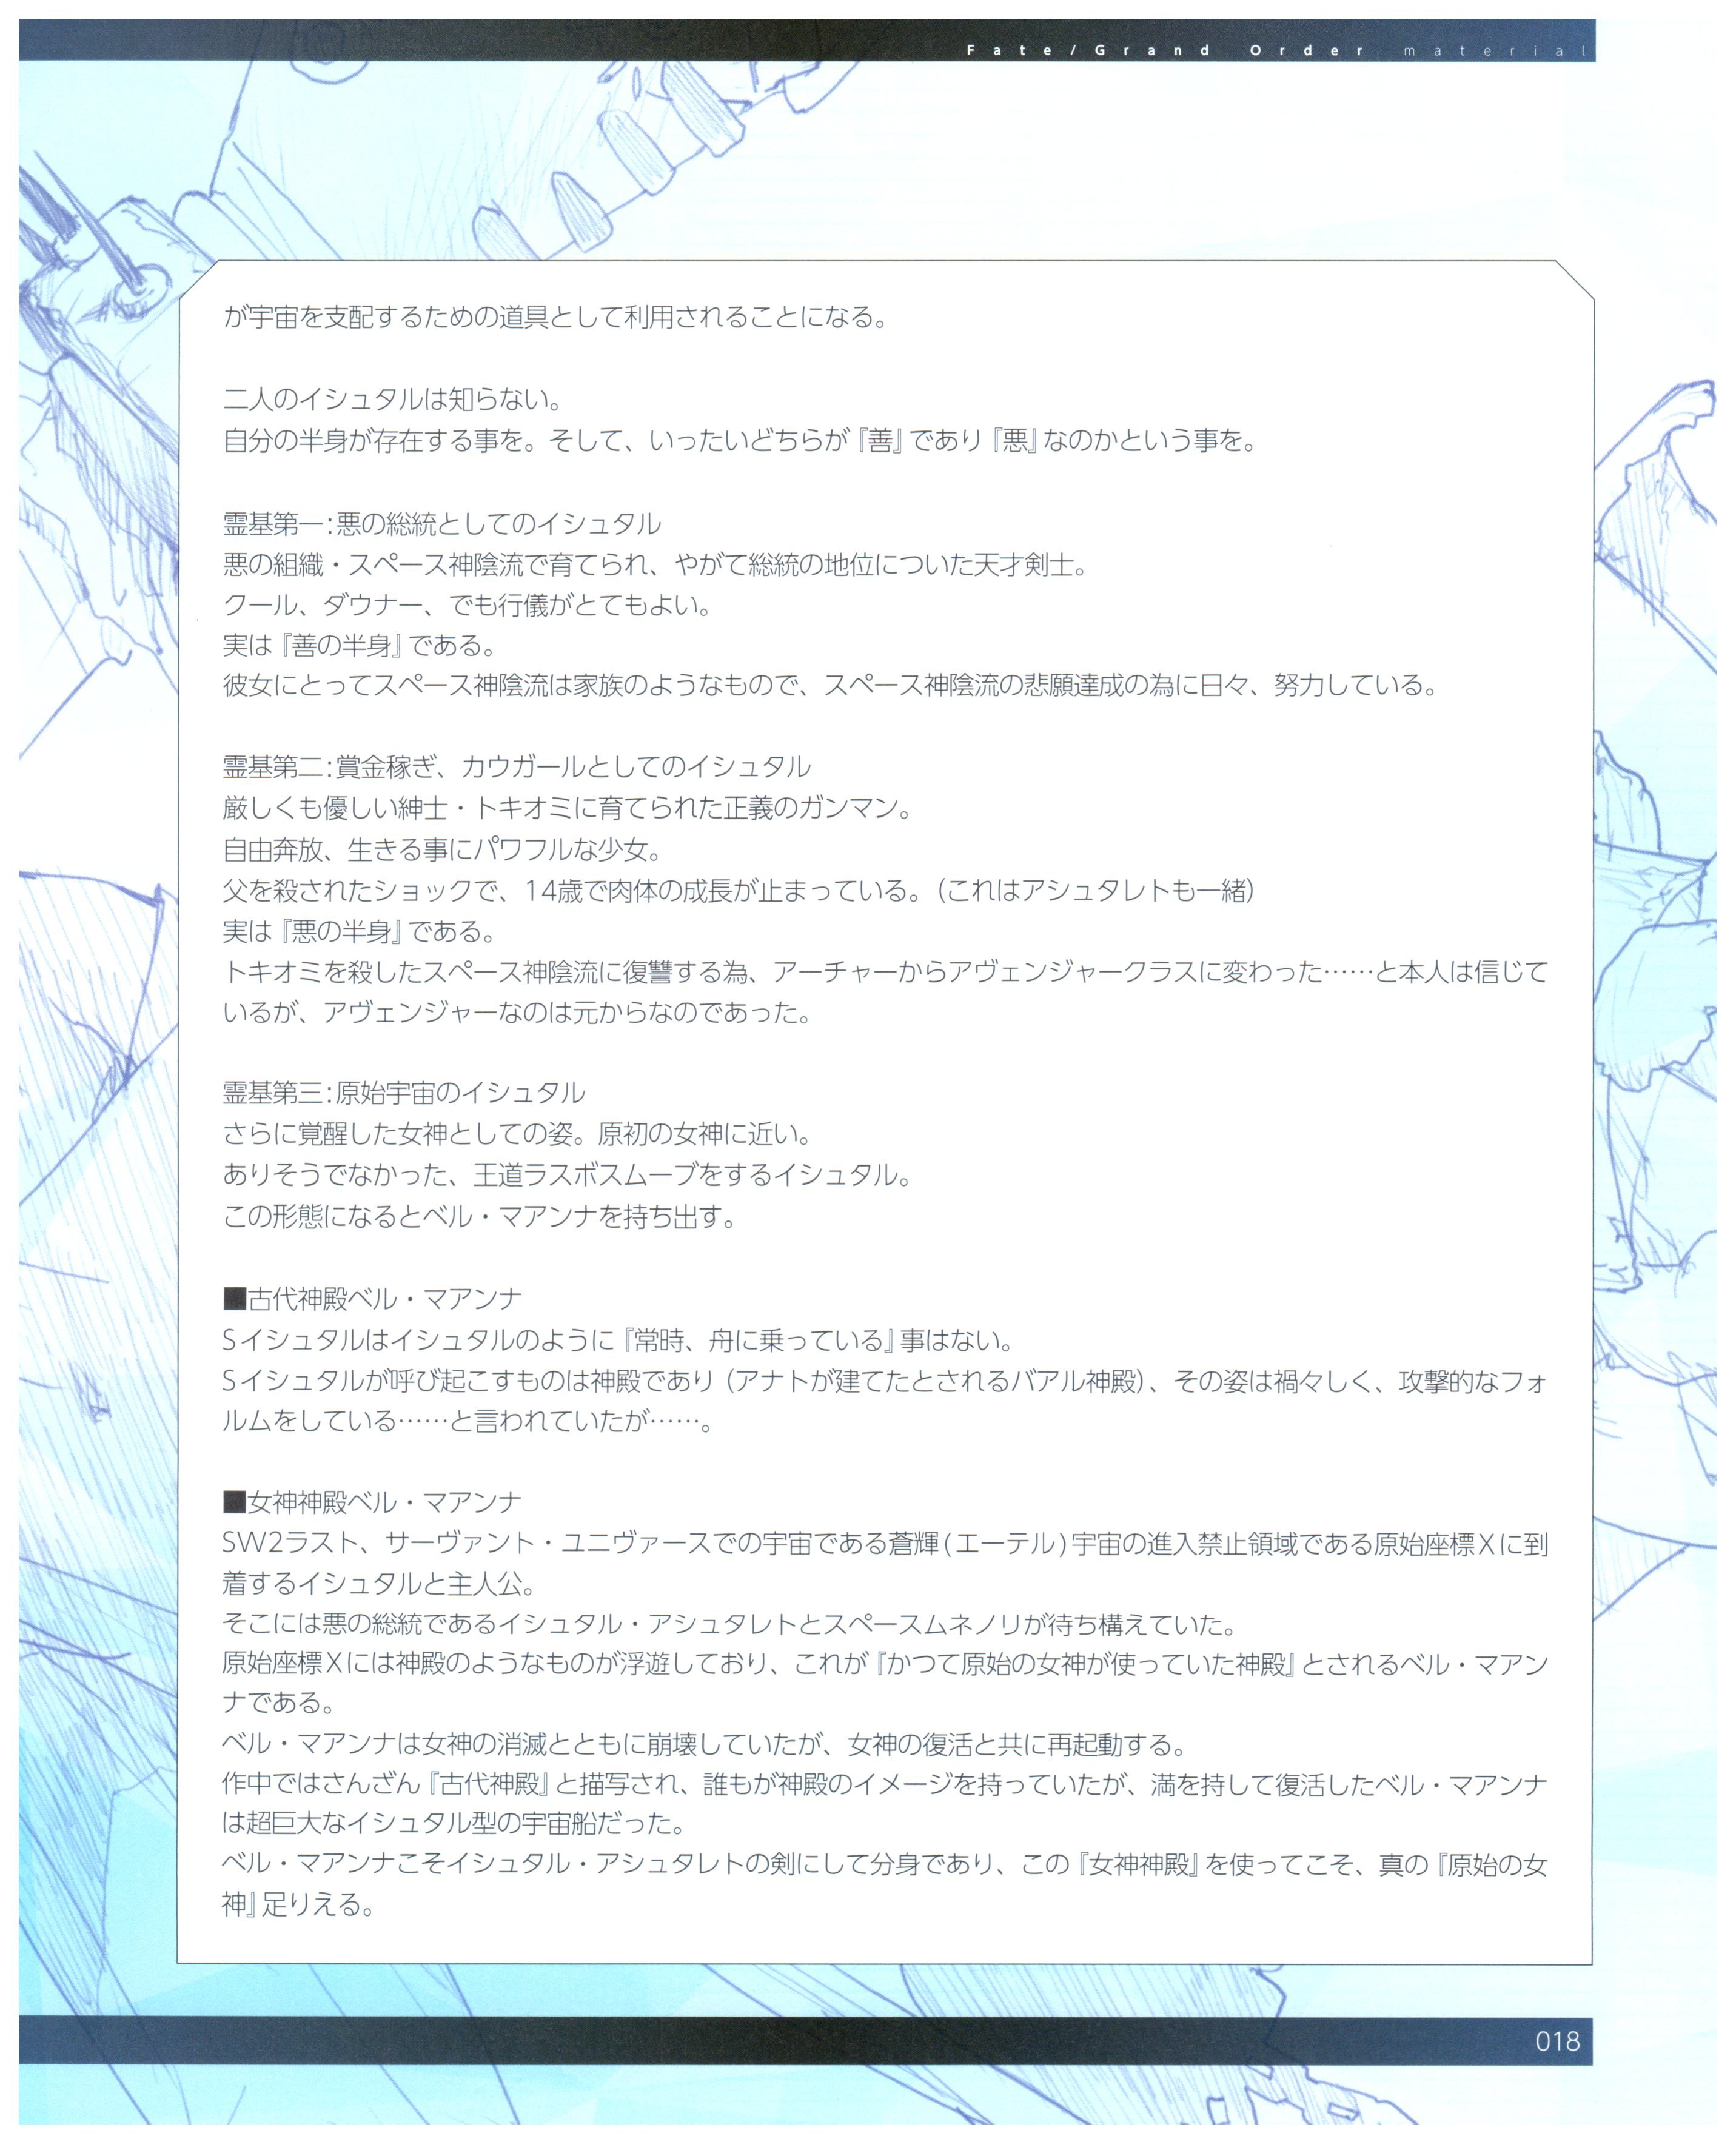 Fate/Grand Order material
が宇宙を支配するための道具として利用されることになる。
二人のイシュタルは知らない。
自分の半身が存在する事を。そして、いったいどちらが『善』であり『悪』なのかという事を。
霊基第一：悪の総統としてのイシュタル
悪の組織・スペース神陰流で育てられ、やがて総統の地位についた天才剣士。
クール、ダウナー、でも行儀がとてもよい。
実は『善の半身』である。
彼女にとってスペース神陰流は家族のようなもので、スペース神陰流の悲願達成の為に日々、努力している。
霊基第二：賞金稼ぎ、カウガールとしてのイシュタル
厳しくも優しい紳士・トキオミに育てられた正義のガンマン。
自由奔放、生きる事にパワフルな少女。
父を殺されたショックで、14歳で肉体の成長が止まっている。（これはアシュタレトも一緒）
実は『悪の半身』である。
トキオミを殺したスペース神陰流に復讐する為、アーチャーからアヴェンジャークラスに変わった……と本人は信じて
いるが、アヴェンジャーなのは元からなのであった。
霊基第三：原始宇宙のイシュタル
さらに覚醒した女神としての姿。原初の女神に近い。
ありそうでなかった、王道ラスボスムーブをするイシュタル。
この形態になるとベル・マアンナを持ち出す。
■古代神殿ベル・マアンナ
Sイシュタルはイシュタルのように『常時、舟に乗っている』事はない。
Sイシュタルが呼び起こすものは神殿であり（アナトが建てたとされるバアル神殿）、その姿は禍々しく、攻撃的なフォ
ルムをしている……と言われていたが……。
■女神神殿ベル・マアンナ
SW2ラスト、サーヴァント・ユニヴァースでの宇宙である蒼輝(エーテル)宇宙の進入禁止領域である原始座標Xに到
着するイシュタルと主人公。
そこには悪の総統であるイシュタル・アシュタレトとスペースムネノリが待ち構えていた。
原始座標Xには神殿のようなものが浮遊しており、これが『かつて原始の女神が使っていた神殿』とされるベル・マアン
ナである。
ベル・マアンナは女神の消滅とともに崩壊していたが、女神の復活と共に再起動する。
作中ではさんざん『古代神殿』と描写され、誰もが神殿のイメージを持っていたが、満を持して復活したベル・マアンナ
は超巨大なイシュタル型の宇宙船だった。
ベル・マアンナこそイシュタル・アシュタレトの剣にして分身であり、この『女神神殿』を使ってこそ、真の『原始の女
神』足りえる。
018